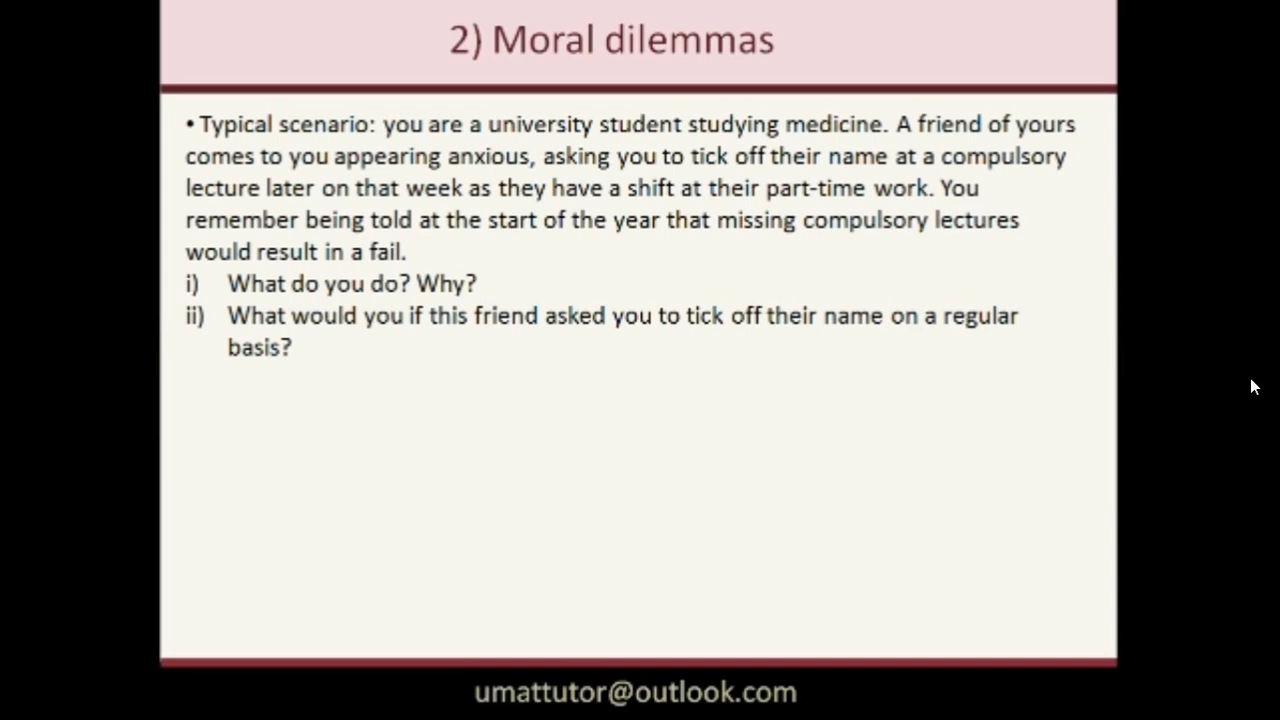 2) Moral dilemmas
• Typical scenario: you are a university student studying medicine. A friend of yours
comes to you appearing anxious, asking you to tick off their name at a compulsory
lecture later on that week as they have a shift at their part-time work. You
remember being told at the start of the year that missing compulsory lectures
would result in a fail.
i) What do you do? Why?
ii) What would you if this friend asked you to tick off their name on a regular
basis?
umattutor@outlook.com